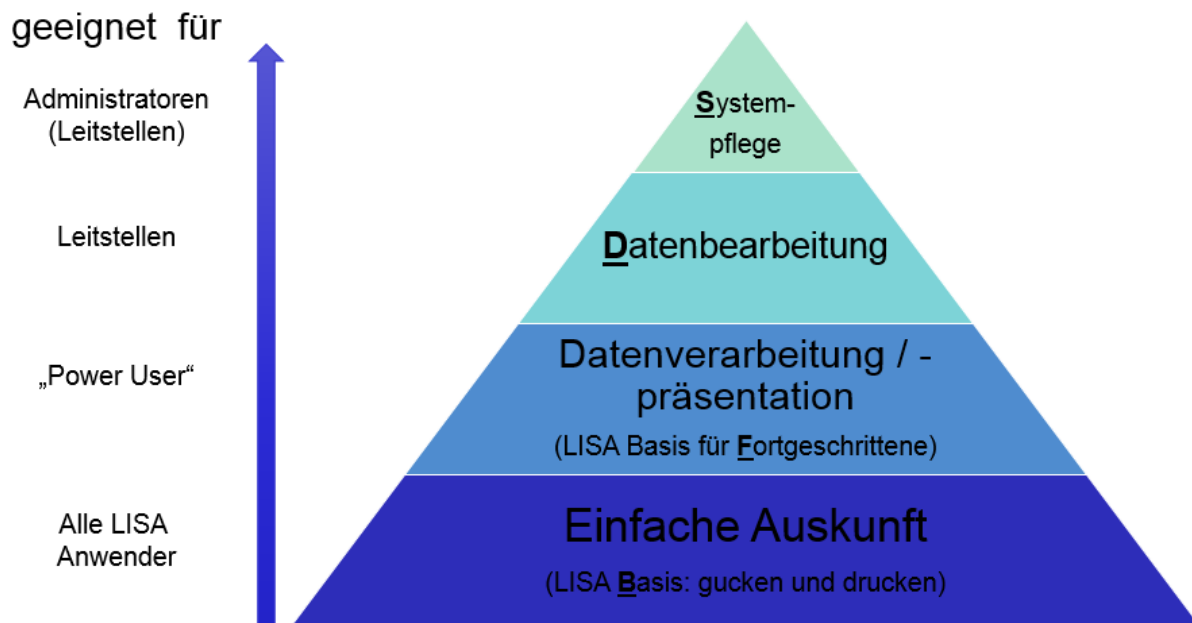 geeignet für
Administratoren
(Leitstellen)
System-
pflege
Leitstellen
Datenbearbeitung
„Power User“
Datenverarbeitung / -
präsentation
(LISA Basis für Fortgeschrittene)
Alle LISA
Anwender
Einfache Auskunft
(LISA Basis: gucken und drucken)